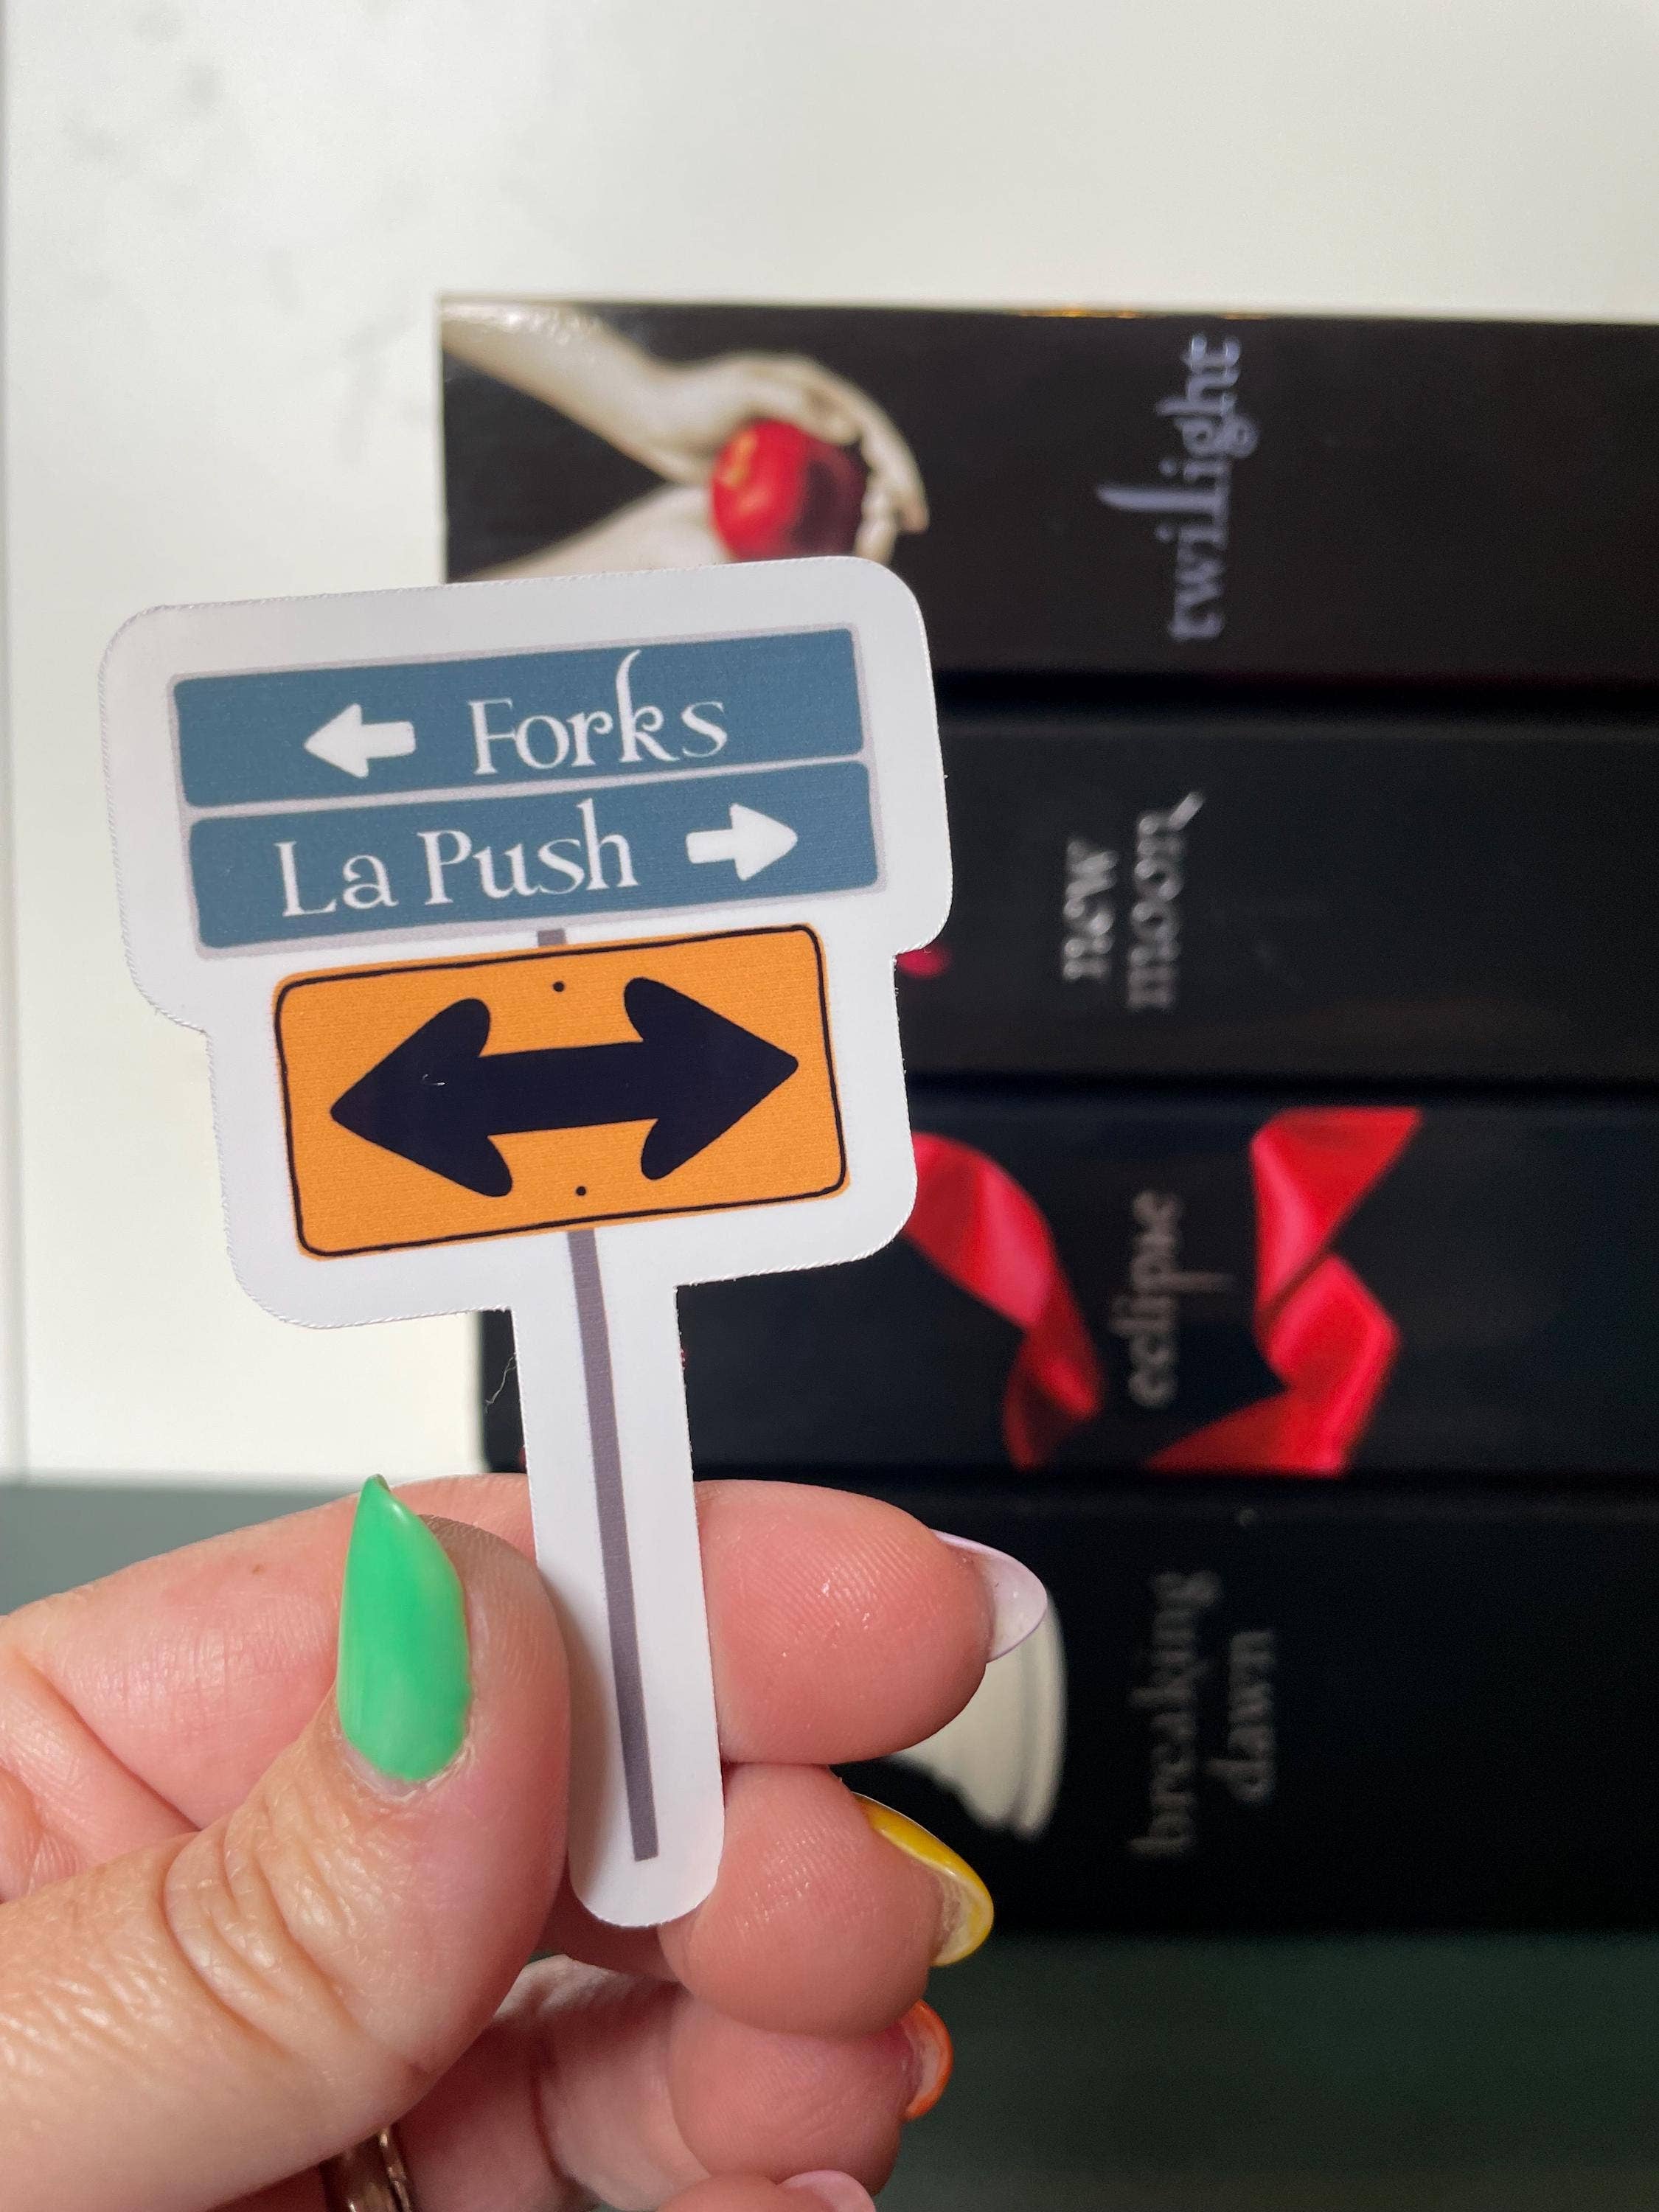 Forks
La Push
twilight
new
moon
eclipse
breaking
dawn